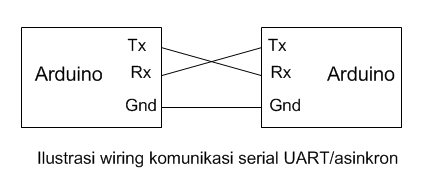 Tx Tx
Arduino Rx Rx Arduino
Gnd Gnd
Ilustrasi wiring komunikasi serial UART/asinkron